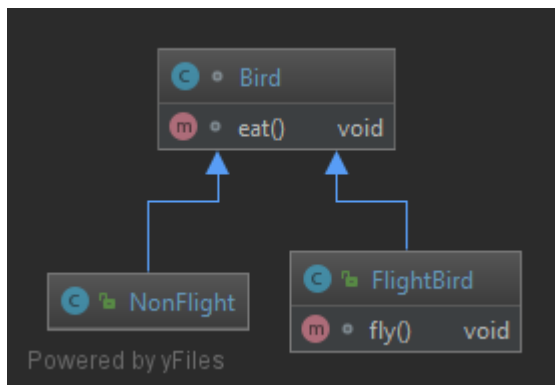 C Bird
m eat() void
C NonFlight
C FlightBird
m fly() void
Powered by yFiles